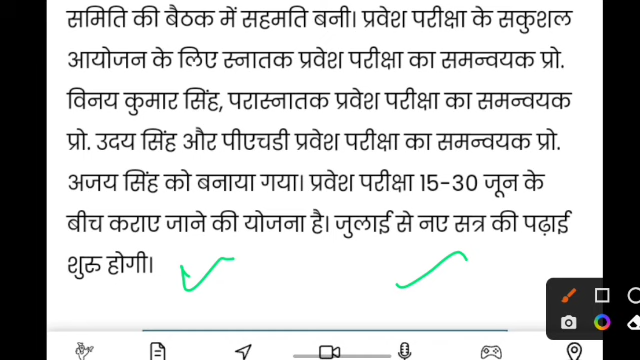 समिति की बैठक में सहमति बनी। प्रवेश परीक्षा के सकुशल
आयोजन के लिए स्नातक प्रवेश परीक्षा का समन्वयक प्रो.
विनय कुमार सिंह, परास्नातक प्रवेश परीक्षा का समन्वयक
प्रो. उदय सिंह और पीएचडी प्रवेश परीक्षा का समन्वयक प्रो.
अजय सिंह को बनाया गया। प्रवेश परीक्षा 15-30 जून के
बीच कराए जाने की योजना है। जुलाई से नए सत्र की पढ़ाई
शुरु होगी।